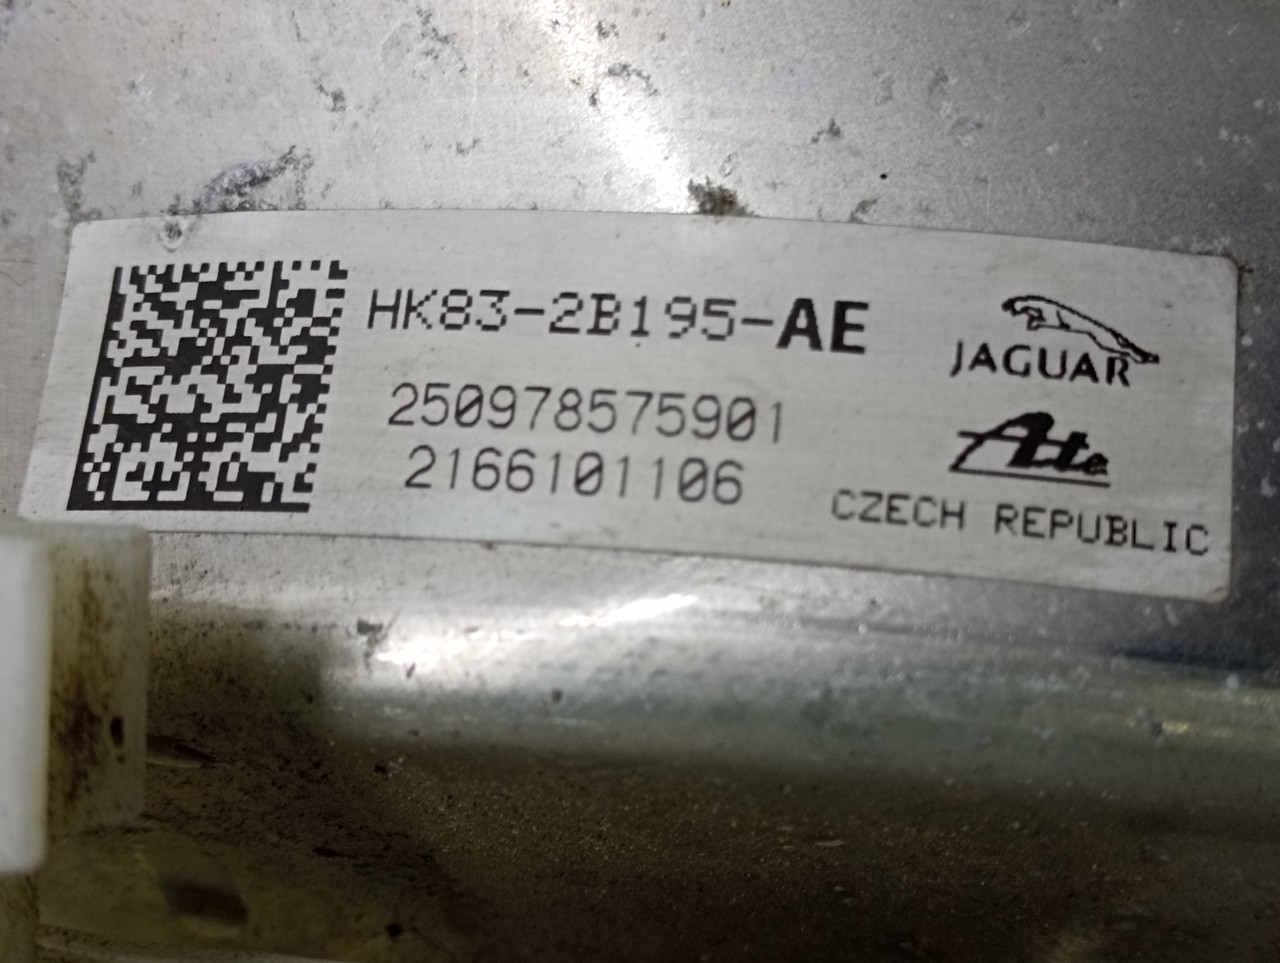 HK83-2B195-AE
250978575901
2166101106
JAGUAR
Ate
CZECH REPUBLIC